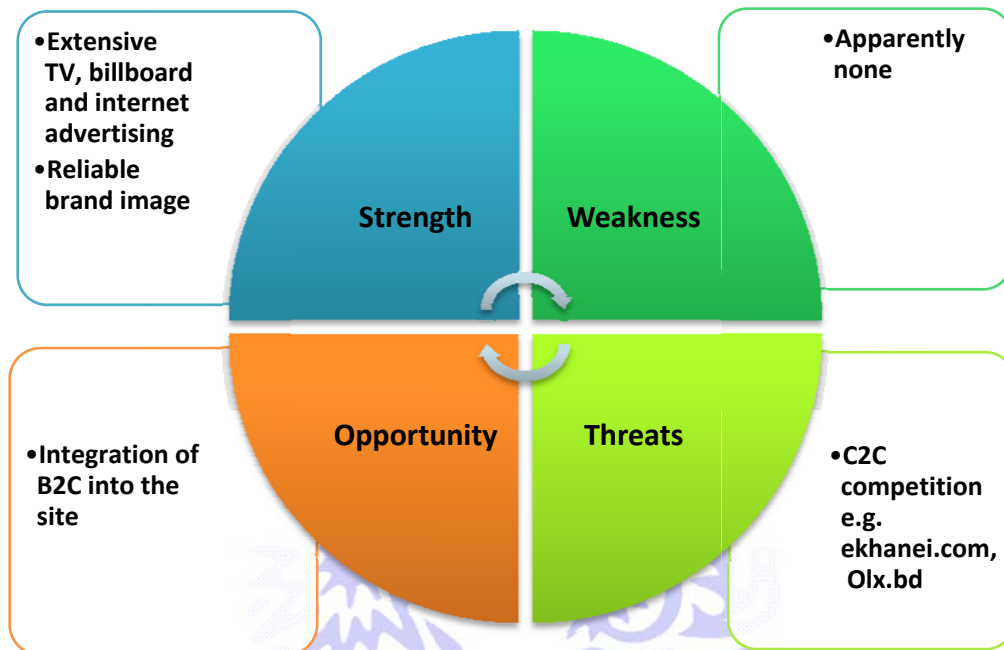 •Extensive
TV, billboard
and internet
advertising
•Reliable
brand image
•Apparently
none
Strength
Weakness
Opportunity
Threats
•Integration of
B2C into the
site
•C2C
competition
e.g.
ekhanei.com,
Olx.bd